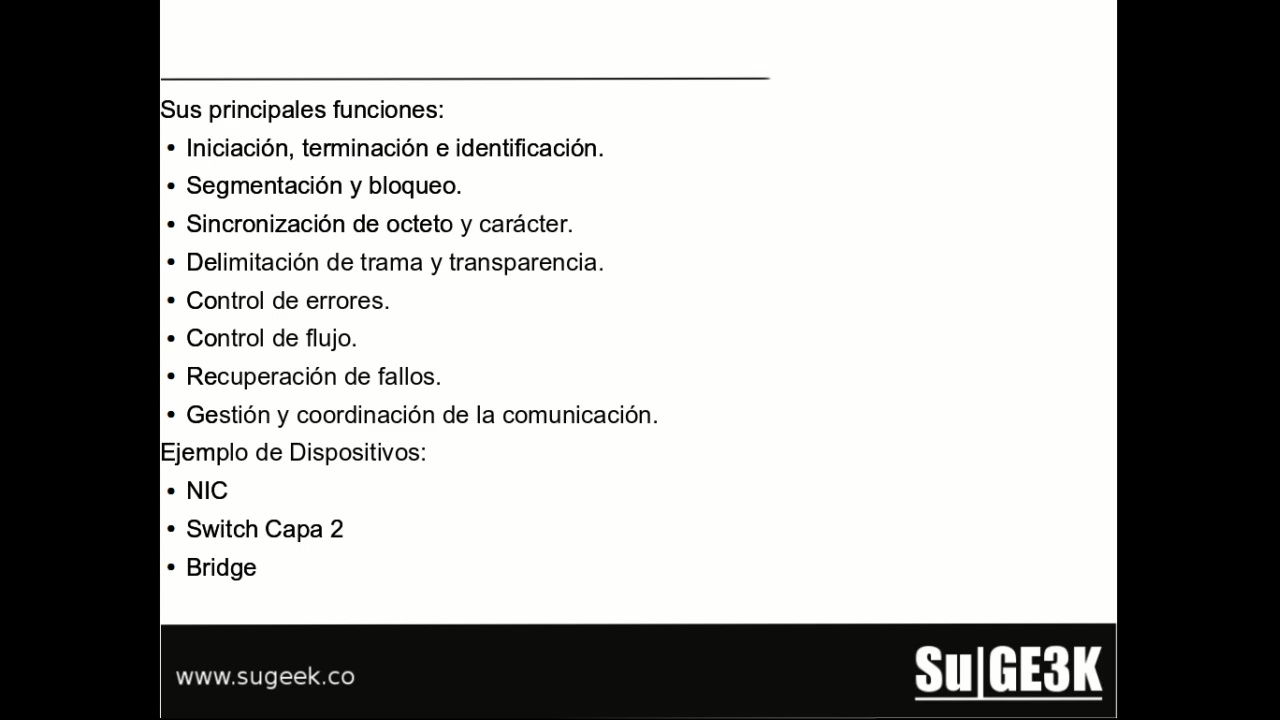 Sus principales funciones:
• Iniciación, terminación e identificación.
• Segmentación y bloqueo.
• Sincronización de octeto y carácter.
• Delimitación de trama y transparencia.
• Control de errores.
• Control de flujo.
• Recuperación de fallos.
• Gestión y coordinación de la comunicación.
Ejemplo de Dispositivos:
• NIC
• Switch Capa 2
• Bridge
www.sugeek.co
Su|GE3K